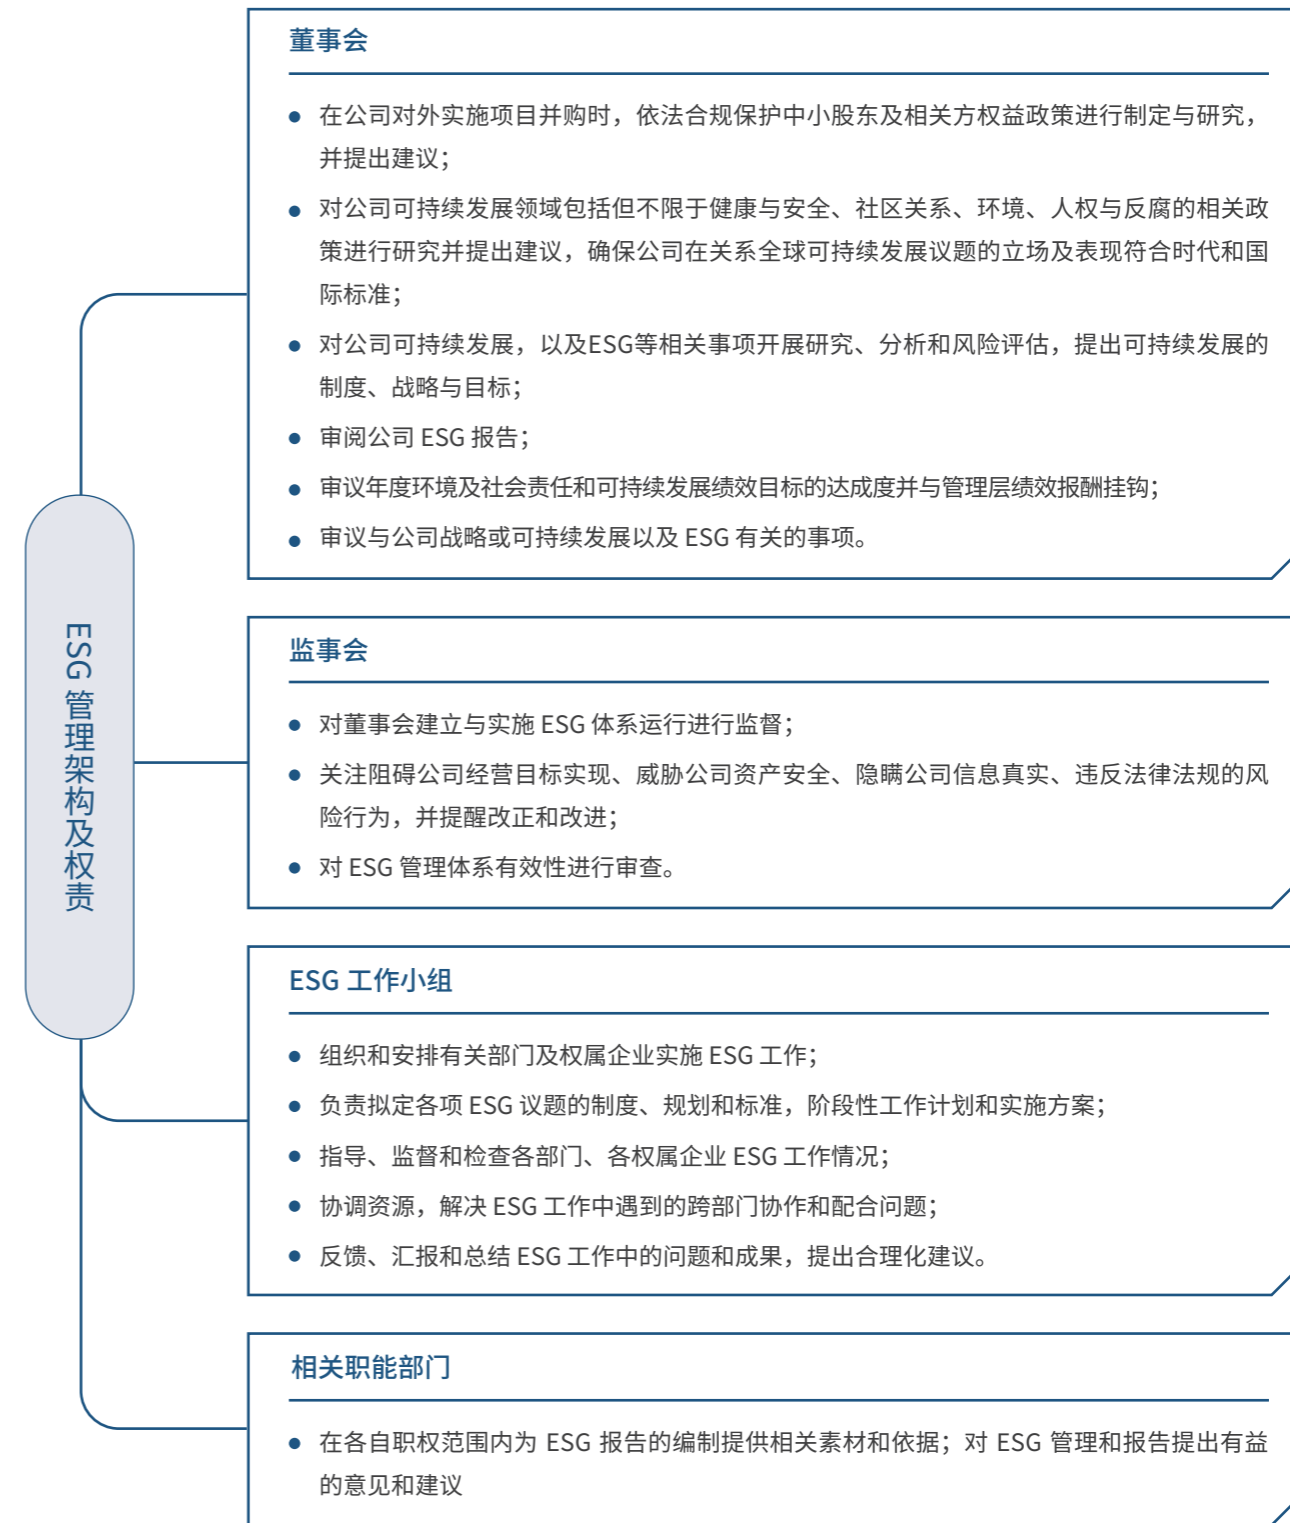 董事会
在公司对外实施项目并购时，依法合规保护中小股东及相关方权益政策进行制定与研究，
并提出建议；
对公司可持续发展领域包括但不限于健康与安全、社区关系、环境、人权与反腐的相关政
策进行研究并提出建议，确保公司在关系全球可持续发展议题的立场及表现符合时代和国
际标准；
对公司可持续发展，以及ESG等相关事项开展研究、分析和风险评估，提出可持续发展的
制度、战略与目标；
审阅公司 ESG 报告；
审议年度环境及社会责任和可持续发展绩效目标的达成度并与管理层绩效报酬挂钩；
审议与公司战略或可持续发展以及 ESG 有关的事项。
ESG 管理架构及权责
监事会
对董事会建立与实施 ESG 体系运行进行监督；
关注阻碍公司经营目标实现、威胁公司资产安全、隐瞒公司信息真实、违反法律法规的风
险行为，并提醒改正和改进；
对 ESG 管理体系有效性进行审查。
ESG 工作小组
组织和安排有关部门及权属企业实施 ESG 工作；
负责拟定各项 ESG 议题的制度、规划和标准，阶段性工作计划和实施方案；
指导、监督和检查各部门、各权属企业 ESG 工作情况；
协调资源，解决 ESG 工作中遇到的跨部门协作和配合问题；
反馈、汇报和总结 ESG 工作中的问题和成果，提出合理化建议。
相关职能部门
在各自职权范围内为 ESG 报告的编制提供相关素材和依据；对 ESG 管理和报告提出有益
的意见和建议